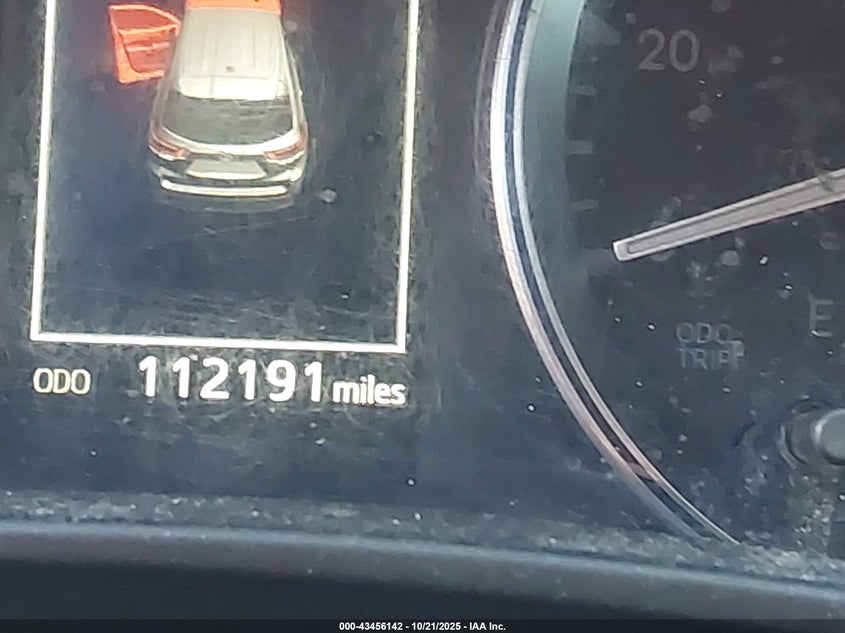 20
E
ODO
TRIP
ODO 112191 miles
000-43456142 - 10/21/2025 - IAA Inc.